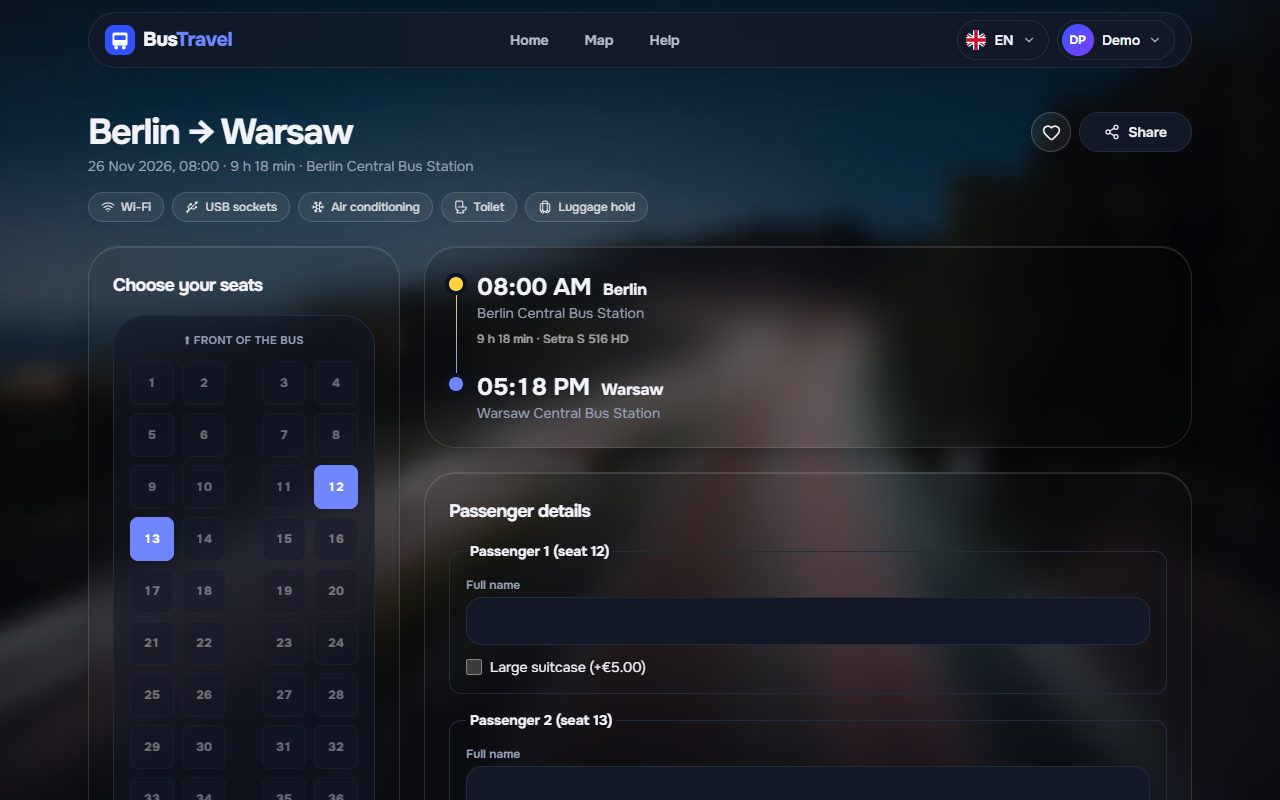 BusTravel
Home
Map
Help
EN
DP
Demo
Berlin → Warsaw
Share
26 Nov 2026, 08:00 · 9 h 18 min · Berlin Central Bus Station
Wi-Fi
USB sockets
Air conditioning
Toilet
Luggage hold
Choose your seats
⬆ FRONT OF THE BUS
1 2 3 4
5 6 7 8
9 10 11 12
13 14 15 16
17 18 19 20
21 22 23 24
25 26 27 28
29 30 31 32
33 34 35 36
08:00 AM Berlin
Berlin Central Bus Station
9 h 18 min · Setra S 516 HD
05:18 PM Warsaw
Warsaw Central Bus Station
Passenger details
Passenger 1 (seat 12)
Full name
Large suitcase (+€5.00)
Passenger 2 (seat 13)
Full name